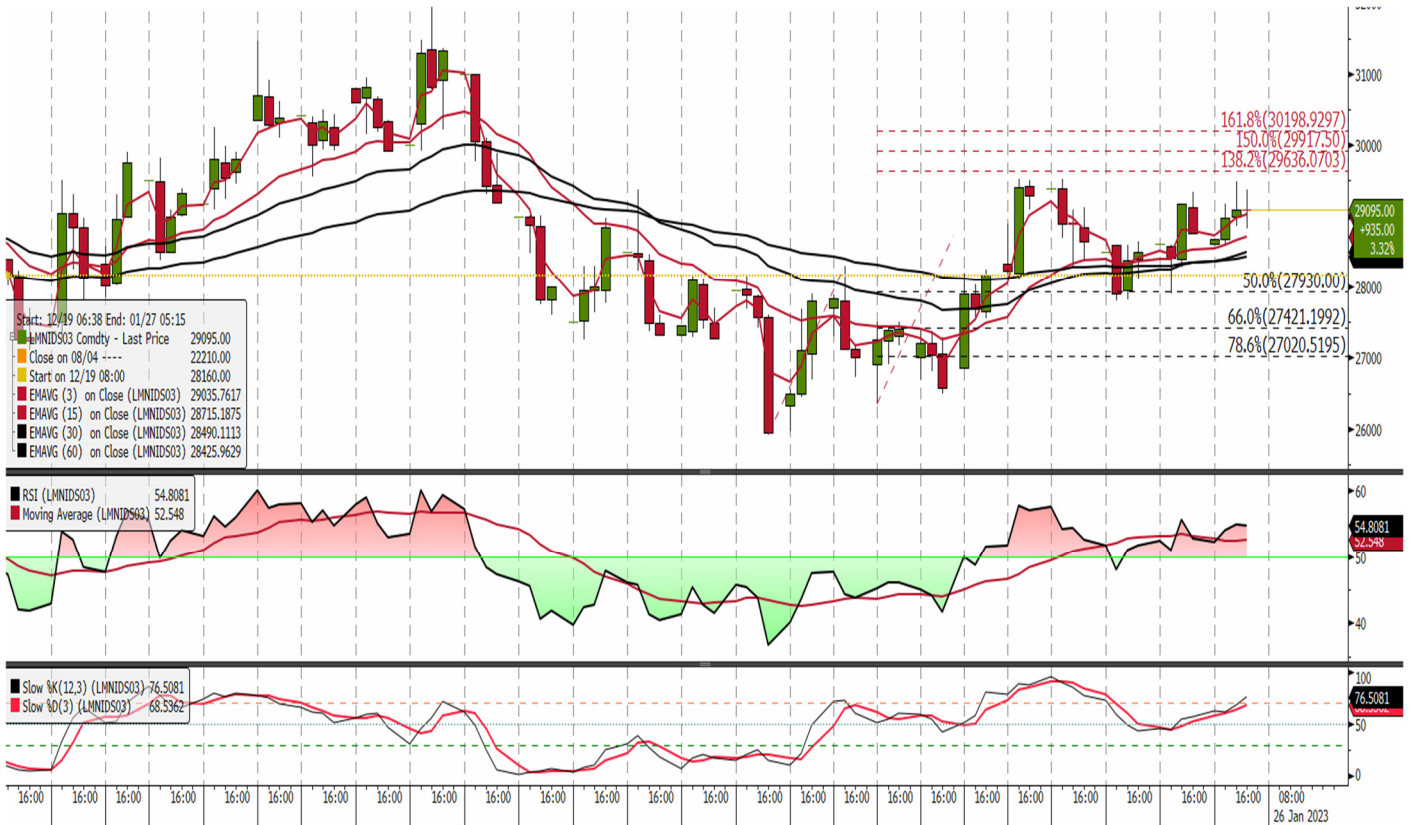 31000
161.8%(30198.9297)
150.0%(29917.50)
30000
138.2%(29636.0703)
29095.00
+935.00
3.32%
28000
50.0%(27930.00)
66.0%(27421.1992)
78.6%(27020.5195)
27000
26000
Start: 12/19 06:38 End: 01/27 05:15
LMNIDS03 Comdty - Last Price 29095.00
Close on 08/04 ---- 22210.00
Start on 12/19 08:00 28160.00
EMAVG (3) on Close (LMNIDS03) 29035.7617
EMAVG (15) on Close (LMNIDS03) 28715.1875
EMAVG (30) on Close (LMNIDS03) 28490.1113
EMAVG (60) on Close (LMNIDS03) 28425.9629
RSI (LMNIDS03) 54.8081
Moving Average (LMNIDS03) 52.548
60
54.8081
52.548
50
40
Slow %K(12,3) (LMNIDS03) 76.5081
Slow %D(3) (LMNIDS03) 68.5362
100
76.5081
50
0
16:00 16:00 16:00 16:00 16:00 16:00 16:00 16:00 16:00 16:00 16:00 16:00 16:00 16:00 16:00 16:00 16:00 16:00 16:00 16:00 16:00 16:00 16:00 16:00 08:00
26 Jan 2023